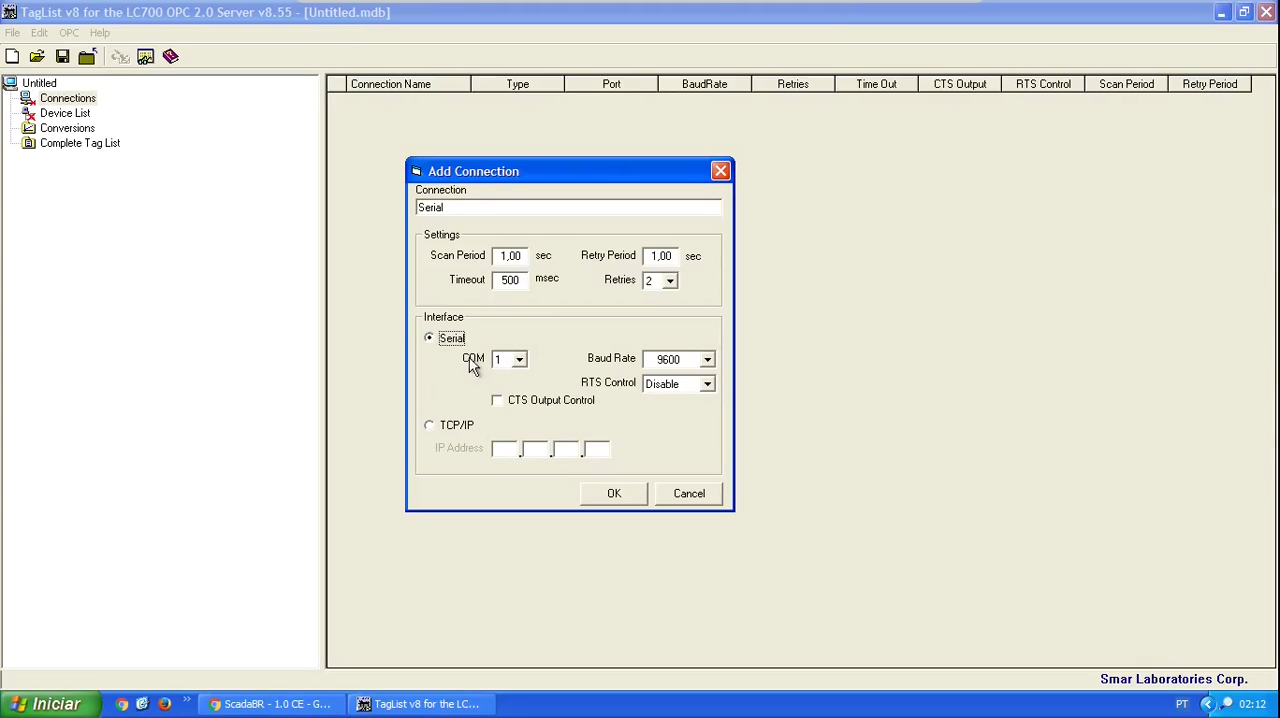 TagList v8 for the LC700 OPC 2.0 Server v8.55 - [Untitled.mdb]
File Edit OPC Help
Untitled
Connections
Device List
Conversions
Complete Tag List
Connection Name Type Port BaudRate Retries Time Out CTS Output RTS Control Scan Period Retry Period
Add Connection
Connection
Serial
Settings
Scan Period 1,00 sec Retry Period 1,00 sec
Timeout 500 msec Retries 2
Interface
Serial
COM 1 Baud Rate 9600
RTS Control Disable
CTS Output Control
TCP/IP
IP Address . . .
OK Cancel
Smar Laboratories Corp.
Iniciar » ScadaBR - 1.0 CE - G... TagList v8 for the LC... PT 02:12